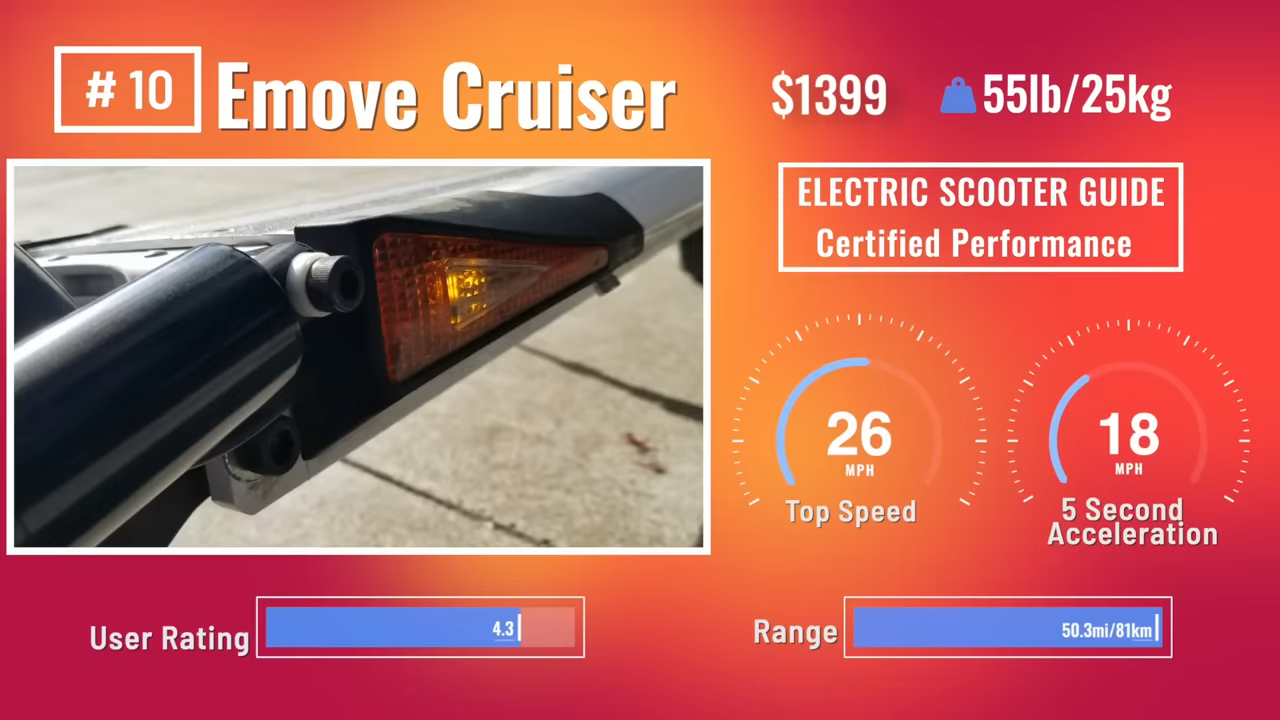 # 10
Emove Cruiser
$1399
55lb/25kg
ELECTRIC SCOOTER GUIDE
Certified Performance
26
MPH
Top Speed
18
MPH
5 Second
Acceleration
User Rating
4.3
Range
50.3mi/81km